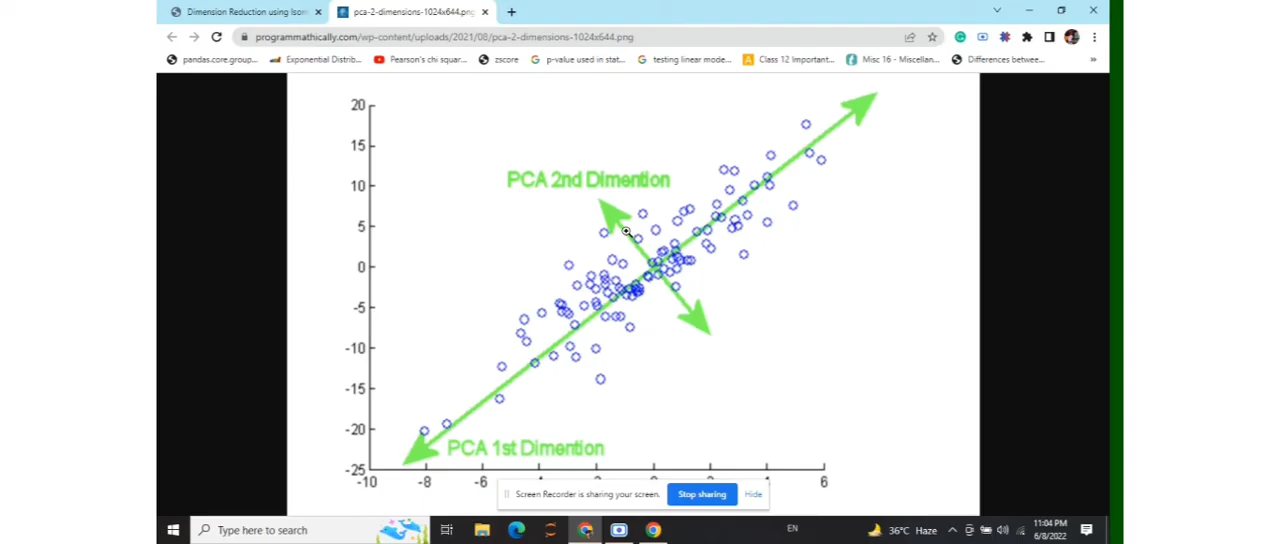 Dimension Reduction using Isom
pca-2-dimensions-1024x644.png
programmathically.com/wp-content/uploads/2021/08/pca-2-dimensions-1024x644.png
pandas.core.group... Exponential Distrib... Pearson's chi squar... zscore p-value used in stat... testing linear mode... Class 12 Important... Misc 16 - Miscellan... Differences betwee...
20
15
10
5
0
-5
-10
-15
-20
-25
PCA 2nd Dimention
PCA 1st Dimention
-10 -8 -6 -4 -2 0 2 4 6
Screen Recorder is sharing your screen. Stop sharing Hide
Type here to search
EN
36°C Haze
11:04 PM
6/8/2022